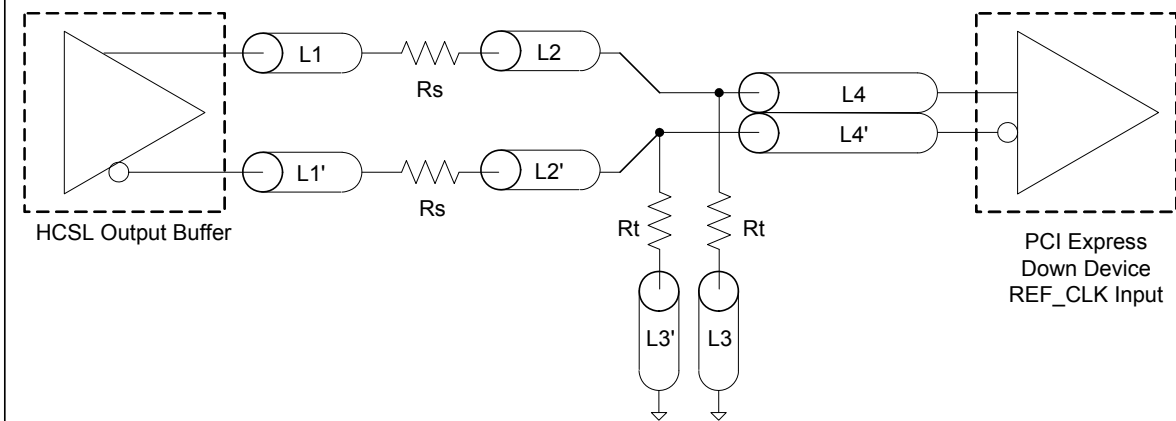 L1
Rs
L2
L4
L4'
L1'
Rs
L2'
HCSL Output Buffer
Rt
Rt
L3'
L3
PCI Express
Down Device
REF_CLK Input